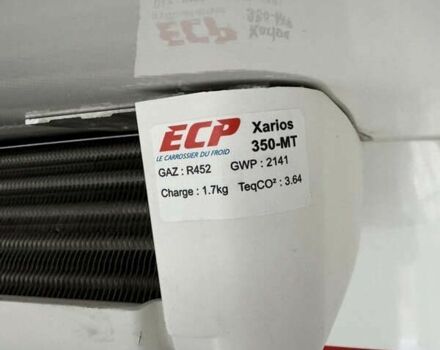 ECP Xarios
LE CARROSSIER DU FROID 350-MT
GAZ : R452 GWP : 2141
Charge : 1.7kg TeqCO² : 3.64